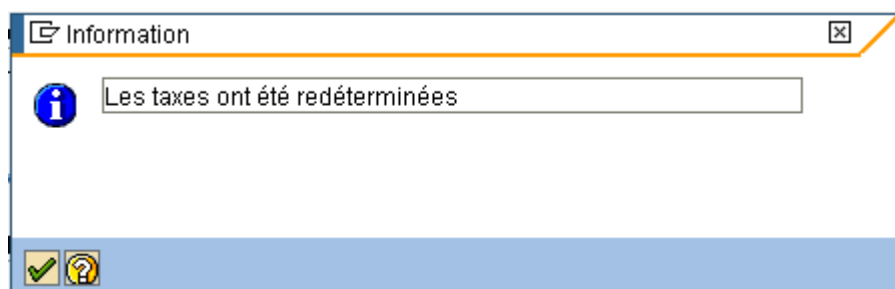 Information
Les taxes ont été redéterminées